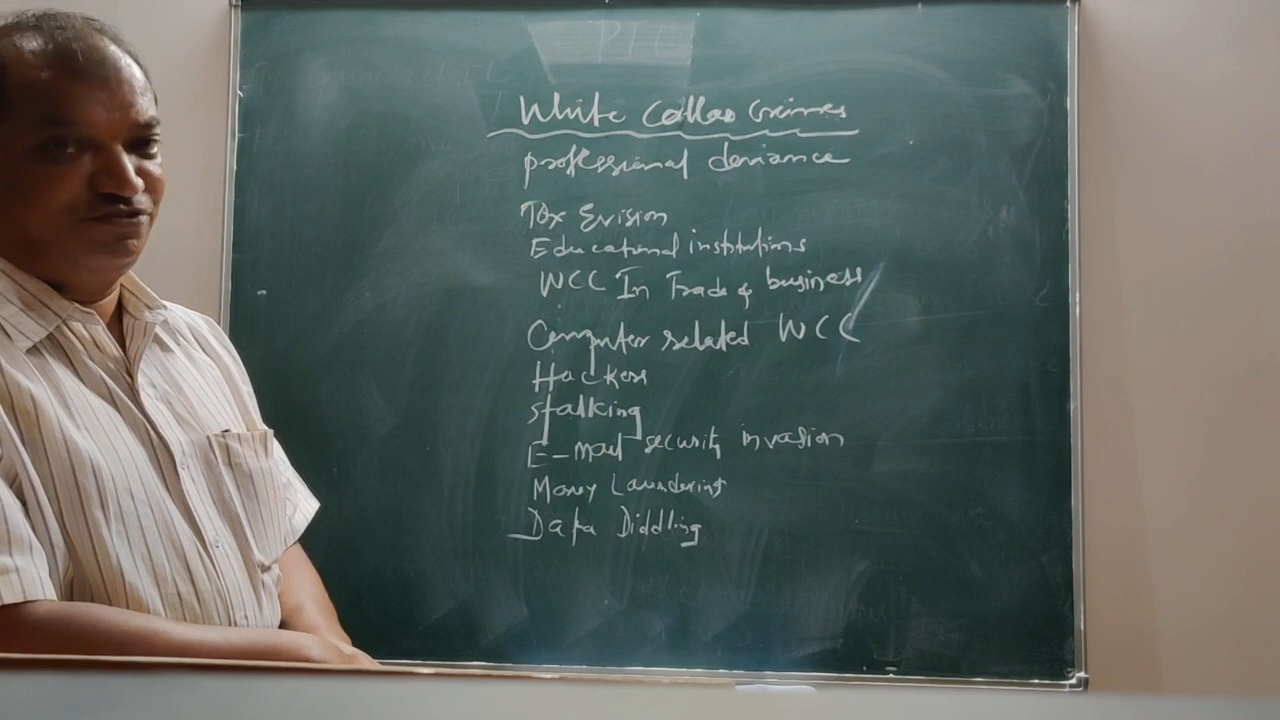 White Collar Crimes
professional deviance
Tax Evision
Educational institutions
WCC In Trade & business
Computer related WCC
Hackers
stalking
E-mail security invasion
Money Laundering
Data Diddling